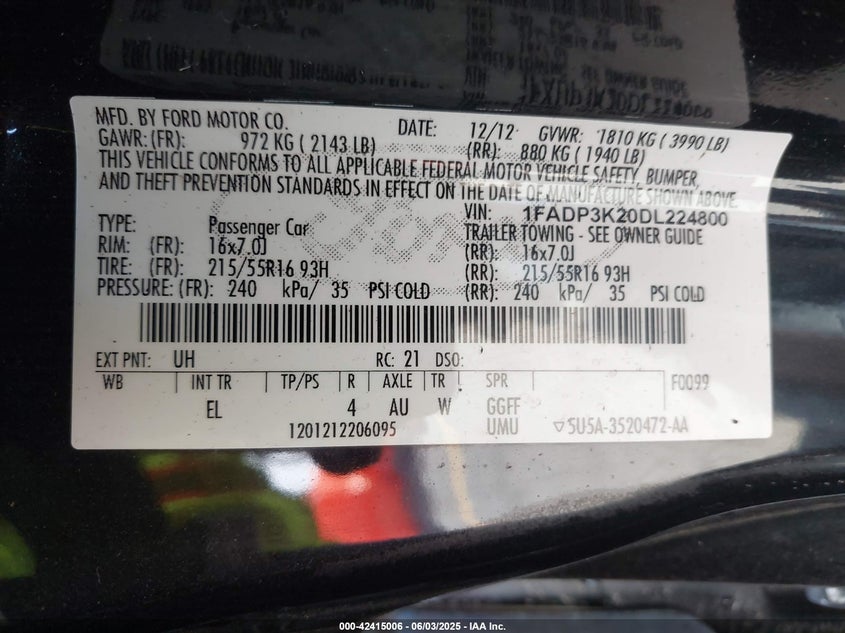 MFD. BY FORD MOTOR CO.
DATE: 12/12 GVWR: 1810 KG ( 3990 LB)
GAWR: (FR): 972 KG ( 2143 LB) (RR): 880 KG ( 1940 LB)
THIS VEHICLE CONFORMS TO ALL APPLICABLE FEDERAL MOTOR VEHICLE SAFETY, BUMPER,
AND THEFT PREVENTION STANDARDS IN EFFECT ON THE DATE OF MANUFACTURE SHOWN ABOVE.
VIN: 1FADP3K20DL224800
TYPE: Passenger Car TRAILER TOWING - SEE OWNER GUIDE
RIM: (FR) 16x7.0J (RR): 16x7.0J
TIRE: (FR) 215/55R16 93H (RR) 215/55R16 93H
PRESSURE: (FR) 240 kPa/ 35 PSI COLD (RR): 240 kPa/ 35 PSI COLD
EXT PNT: UH RC: 21 DSO:
WB INT TR TP/PS R AXLE TR SPR F0099
EL 4 AU W GGFF
1201212206095 UMU ▽5U5A-3520472-AA
000-42415006 - 06/03/2025 - IAA Inc.